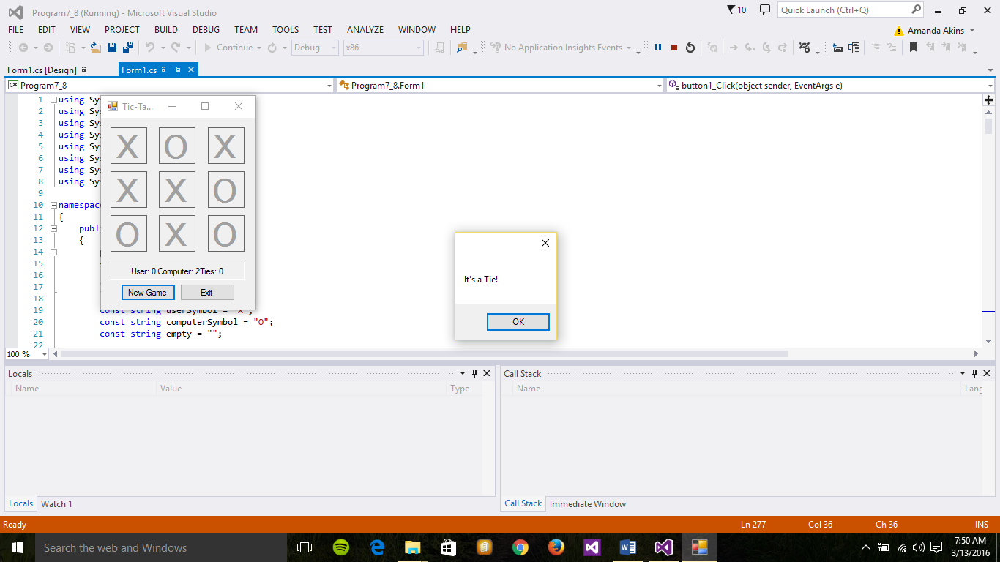 Program7_8 (Running) - Microsoft Visual Studio
10
Quick Launch (Ctrl+Q)
FILE EDIT VIEW PROJECT BUILD DEBUG TEAM TOOLS TEST ANALYZE WINDOW HELP
Amanda Akins
Continue Debug x86 No Application Insights Events
Form1.cs [Design] Form1.cs
C# Program7_8 Program7_8.Form1 button1_Click(object sender, EventArgs e)
1 using Sy
2 using Sy
3 using Sy
4 using Sy
5 using Sy
6 using Sy
7 using Sy
8 using Sy
9
10 namespac
11 {
12 publ
13 {
14
15
16
17
18
19 const string userSymbol = "X";
20 const string computerSymbol = "O";
21 const string empty = "";
22
Tic-Ta...
X O X
X X O
O X O
User: 0 Computer: 2Ties: 0
New Game Exit
It's a Tie!
OK
100 %
Locals
Name Value Type
Call Stack
Name Lang
Locals Watch 1
Call Stack Immediate Window
Ready Ln 277 Col 36 Ch 36 INS
Search the web and Windows
7:50 AM
3/13/2016